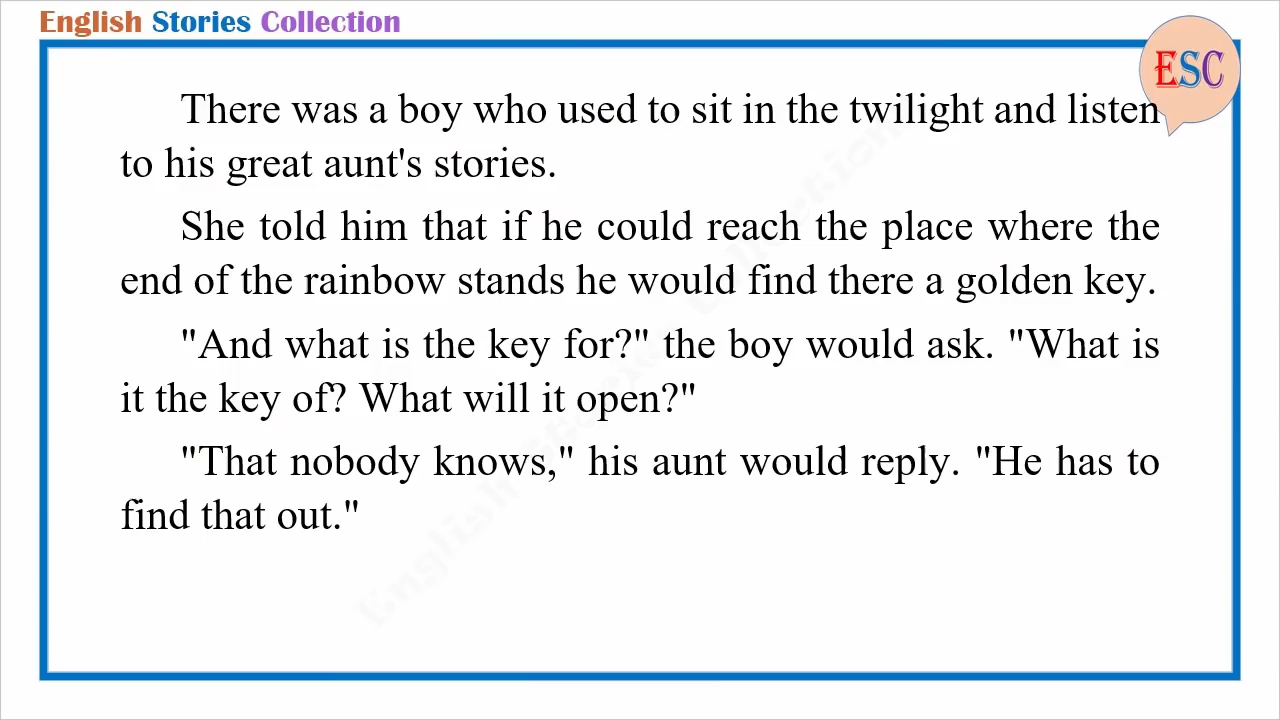 English Stories Collection
ESC
There was a boy who used to sit in the twilight and listen
to his great aunt's stories.
She told him that if he could reach the place where the
end of the rainbow stands he would find there a golden key.
"And what is the key for?" the boy would ask. "What is
it the key of? What will it open?"
"That nobody knows," his aunt would reply. "He has to
find that out."